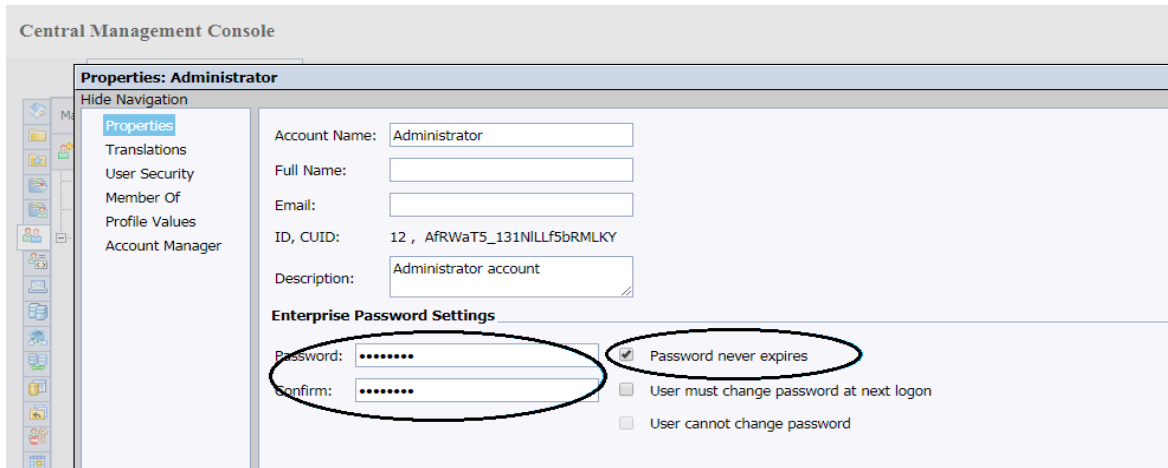 Central Management Console
Properties: Administrator
Hide Navigation
Ma
Properties
Translations
User Security
Member Of
Profile Values
Account Manager
Account Name: Administrator
Full Name:
Email:
ID, CUID: 12 , AfRWaT5_131NlLLf5bRMLKY
Description: Administrator account
Enterprise Password Settings
Password: •••••••• Password never expires
Confirm: •••••••• User must change password at next logon
User cannot change password